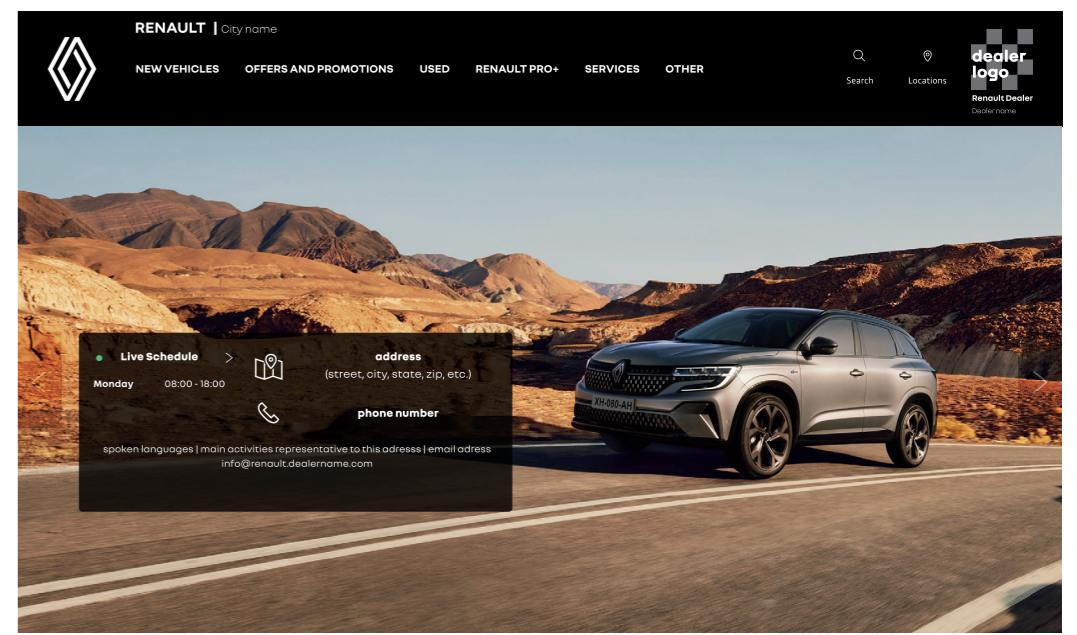 RENAULT | City name
NEW VEHICLES OFFERS AND PROMOTIONS USED RENAULT PRO+ SERVICES OTHER
Search
Locations
dealer
logo
Renault Dealer
Dealer name
Live Schedule
Monday 08:00 - 18:00
address
(street, city, state, zip, etc.)
phone number
spoken languages | main activities representative to this adresss | email adress
info@renault.dealername.com
XH-080-AH